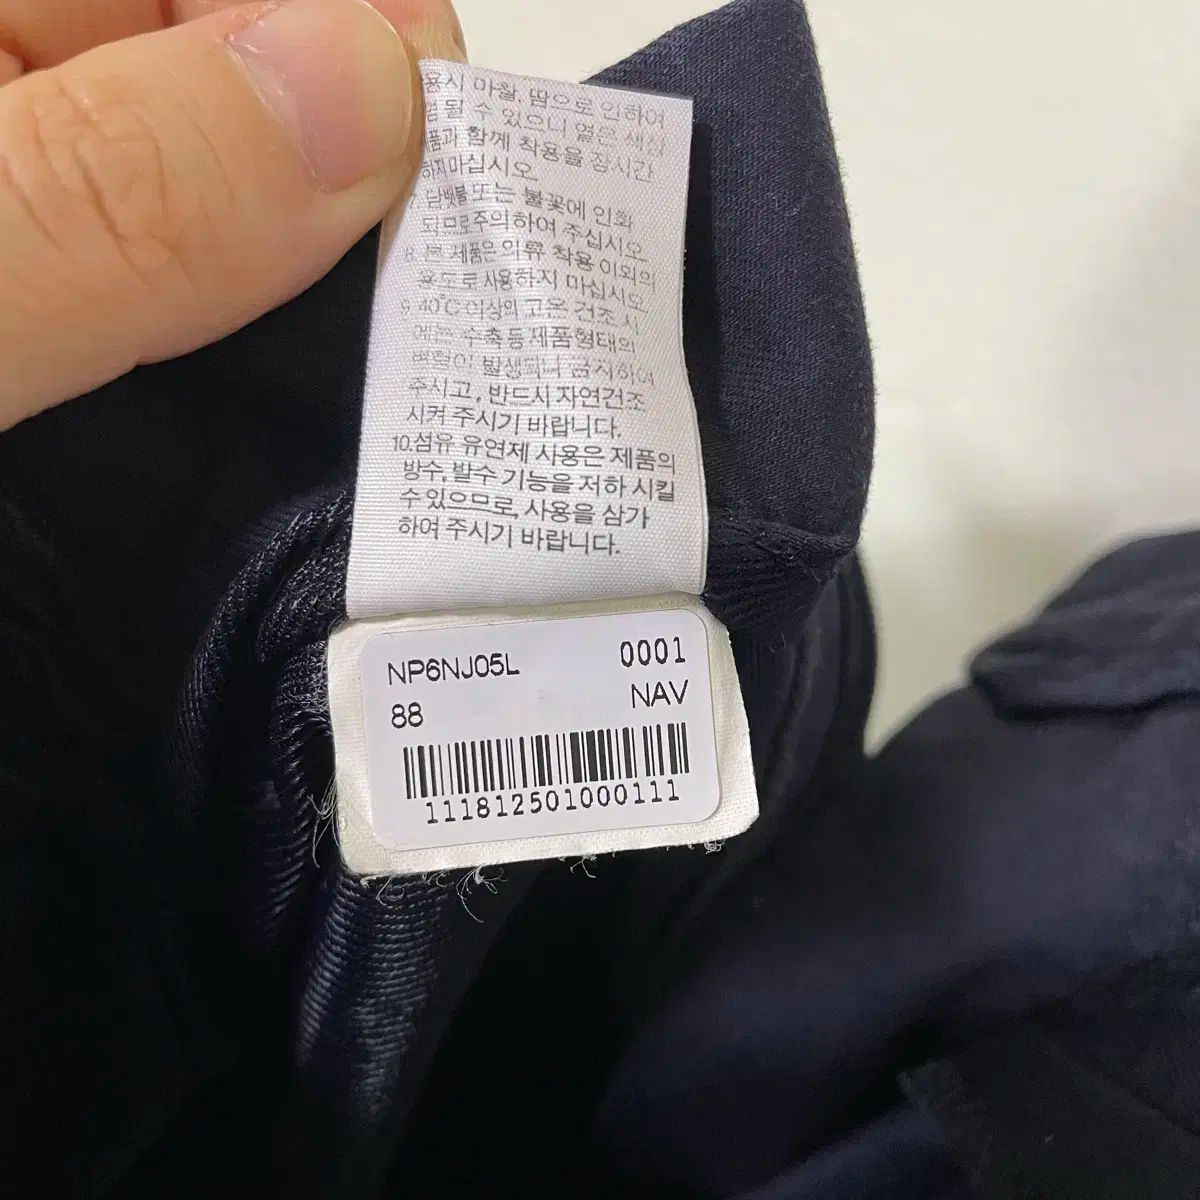 용시 마찰, 땀으로 인하여
염 될 수 있으니 옅은 색상
제품과 함께 착용을 장시간
하지마십시오.
7. 담뱃불 또는 불꽃에 인화
되므로주의하여 주십시오.
8. 본 제품은 의류 착용 이외의
용도로 사용하지 마십시오.
9. 40°C 이상의 고온 건조 시
에는 수축 등 제품형태의
변형이 발생되니 금지하여
주시고, 반드시 자연건조
시켜 주시기 바랍니다.
10.섬유 유연제 사용은 제품의
방수, 발수 기능을 저하 시킬
수 있으므로, 사용을 삼가
하여 주시기 바랍니다.
NP6NJ05L 0001
88 NAV
111812501000111